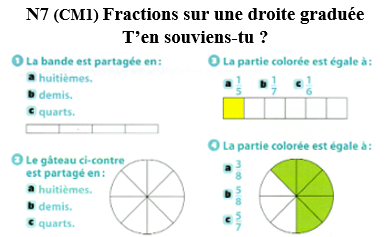 N7 (CM1) Fractions sur une droite graduée
T'en souviens-tu ?
1 La bande est partagée en :
a huitièmes.
b demis.
c quarts.
2 Le gâteau ci-contre
est partagé en :
a huitièmes.
b demis.
c quarts.
3 La partie colorée est égale à :
a 1/5 b 1/7 c 1/6
4 La partie colorée est égale à :
a 3/8
b 5/8
c 5/7